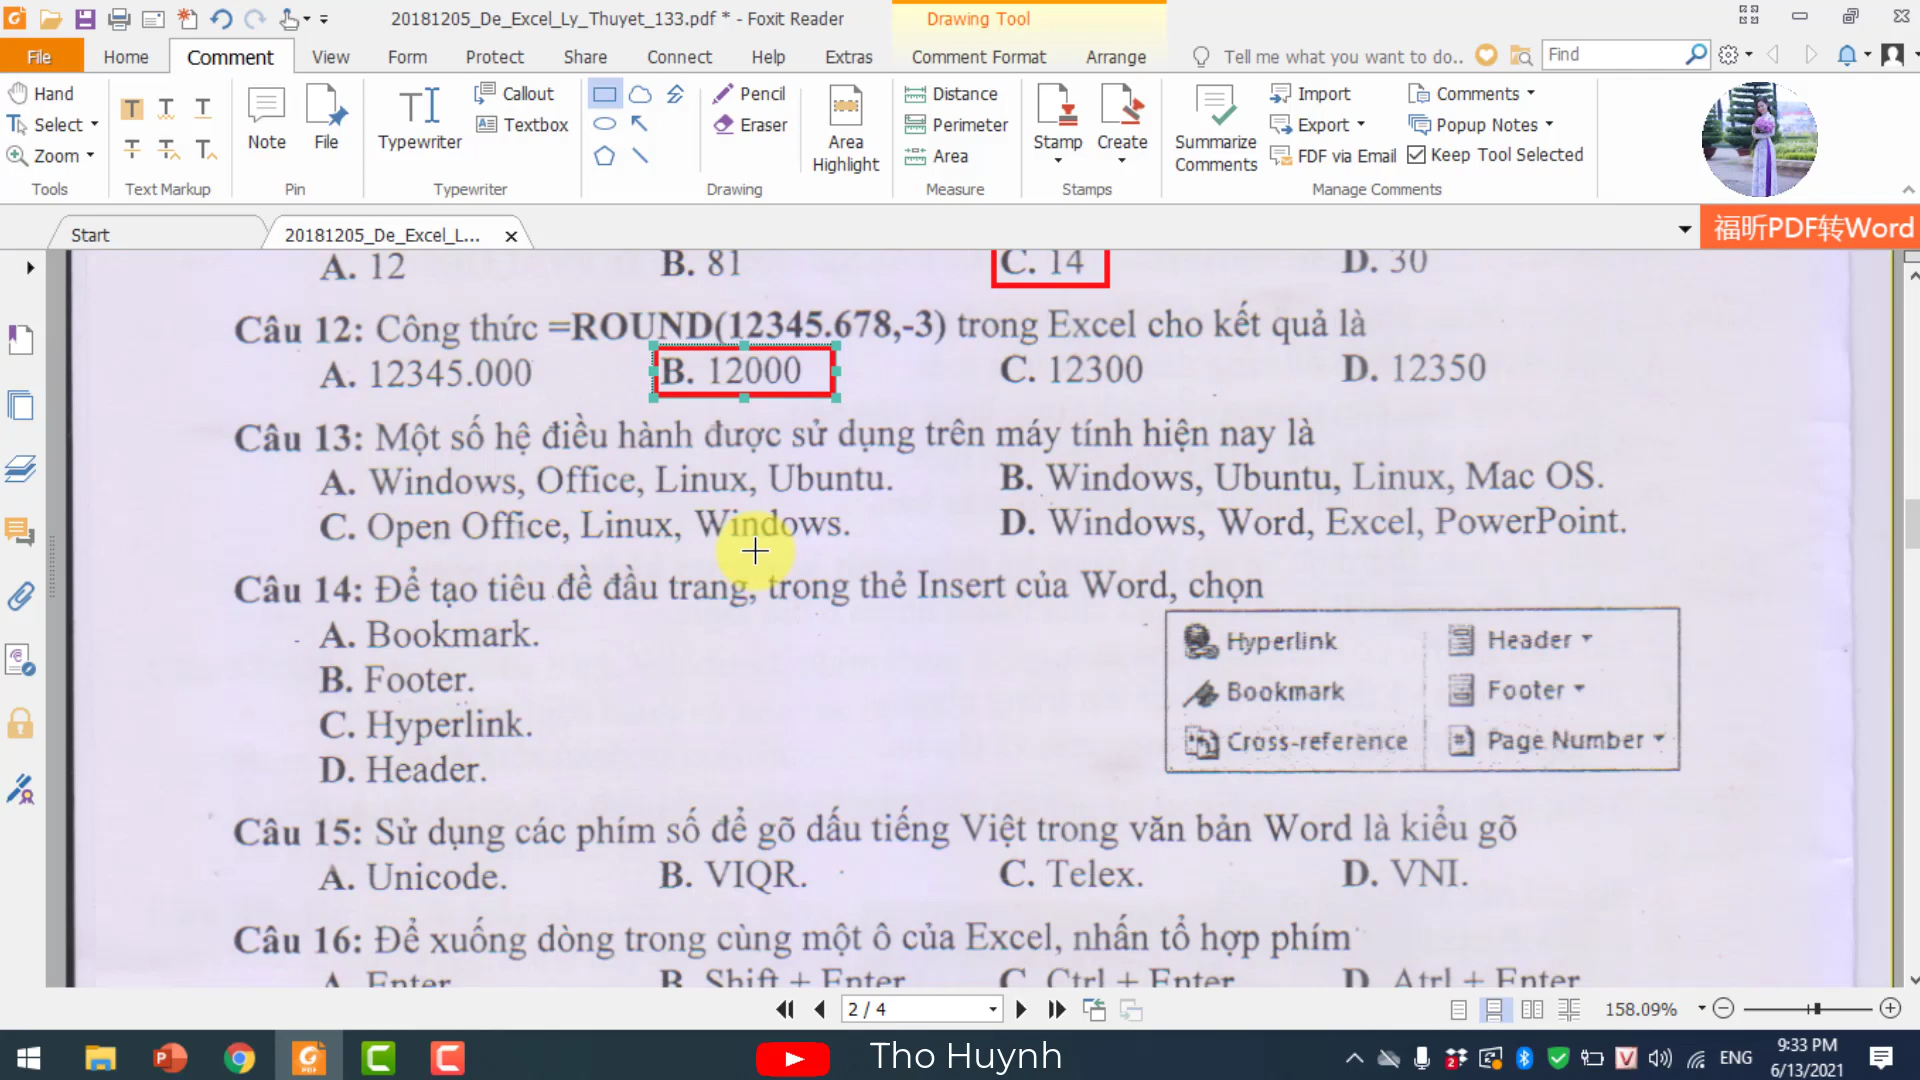 20181205_De_Excel_Ly_Thuyet_133.pdf * - Foxit Reader
Drawing Tool
File
Home
Comment
View
Form
Protect
Share
Connect
Help
Extras
Comment Format
Arrange
Tell me what you want to do..
Find
Hand
Select
Zoom
Tools
Text Markup
Note
File
Pin
Typewriter
Callout
Textbox
Typewriter
Pencil
Eraser
Drawing
Area
Highlight
Distance
Perimeter
Area
Measure
Stamp
Create
Stamps
Summarize
Comments
Import
Export
FDF via Email
Comments
Popup Notes
Keep Tool Selected
Manage Comments
Start
20181205_De_Excel_L...
福昕PDF转Word
A. 12 B. 81 C. 14 D. 30
Câu 12: Công thức =ROUND(12345.678,-3) trong Excel cho kết quả là
A. 12345.000 B. 12000 C. 12300 D. 12350
Câu 13: Một số hệ điều hành được sử dụng trên máy tính hiện nay là
A. Windows, Office, Linux, Ubuntu. B. Windows, Ubuntu, Linux, Mac OS.
C. Open Office, Linux, Windows. D. Windows, Word, Excel, PowerPoint.
Câu 14: Để tạo tiêu đề đầu trang, trong thẻ Insert của Word, chọn
A. Bookmark.
B. Footer.
C. Hyperlink.
D. Header.
Hyperlink Header
Bookmark Footer
Cross-reference Page Number
Câu 15: Sử dụng các phím số để gõ dấu tiếng Việt trong văn bản Word là kiểu gõ
A. Unicode. B. VIQR. C. Telex. D. VNI.
Câu 16: Để xuống dòng trong cùng một ô của Excel, nhấn tổ hợp phím
A. Enter B. Shift + Enter C. Ctrl + Enter D. Atrl + Enter
2 / 4
158.09%
Tho Huynh
ENG
9:33 PM
6/13/2021